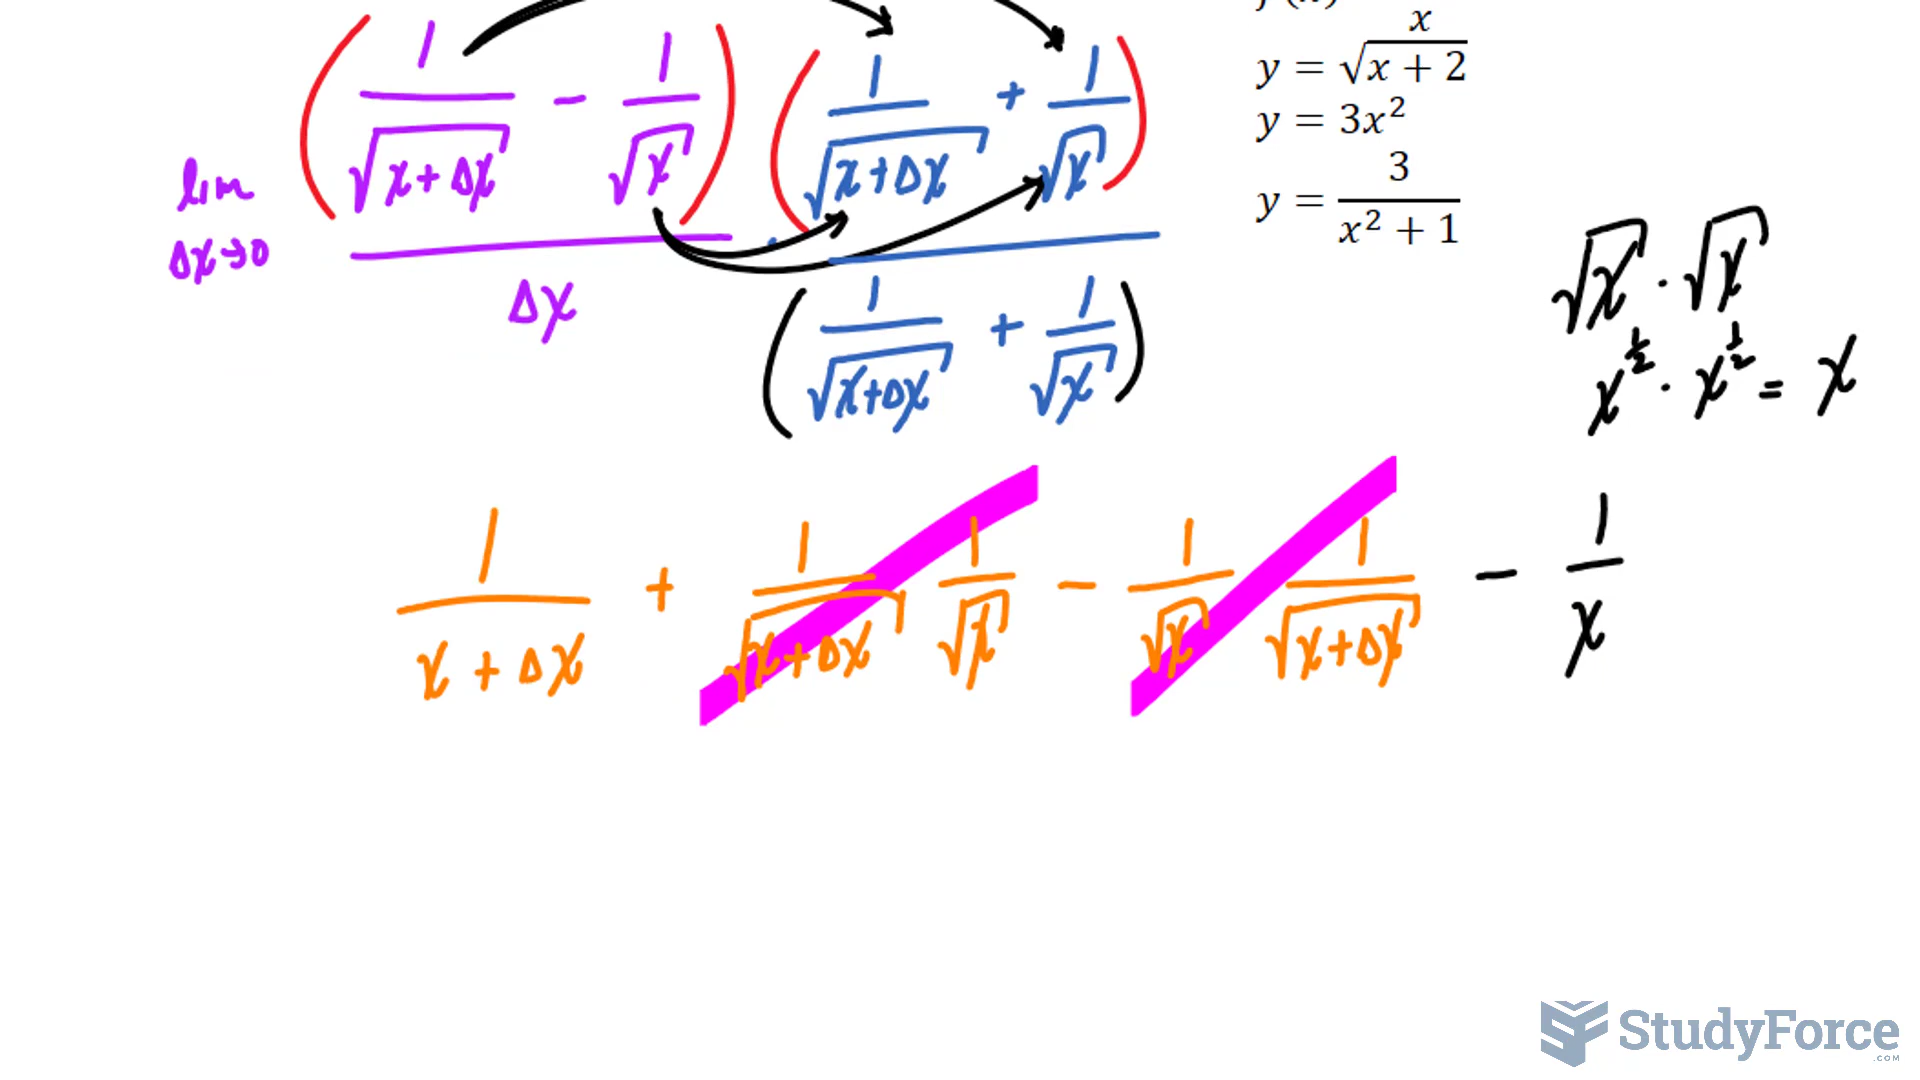 x
y = √x + 2
y = 3x²
y = 3/(x² + 1)
lim Δx→0 (1/√(x+Δx) - 1/√x)/Δx · (1/√(x+Δx) + 1/√x)/(1/√(x+Δx) + 1/√x)
√x · √x
x^½ · x^½ = x
1/(x + Δx) + 1/√(x+Δx) 1/√x - 1/√x 1/√(x+Δx) - 1/x
StudyForce
.COM